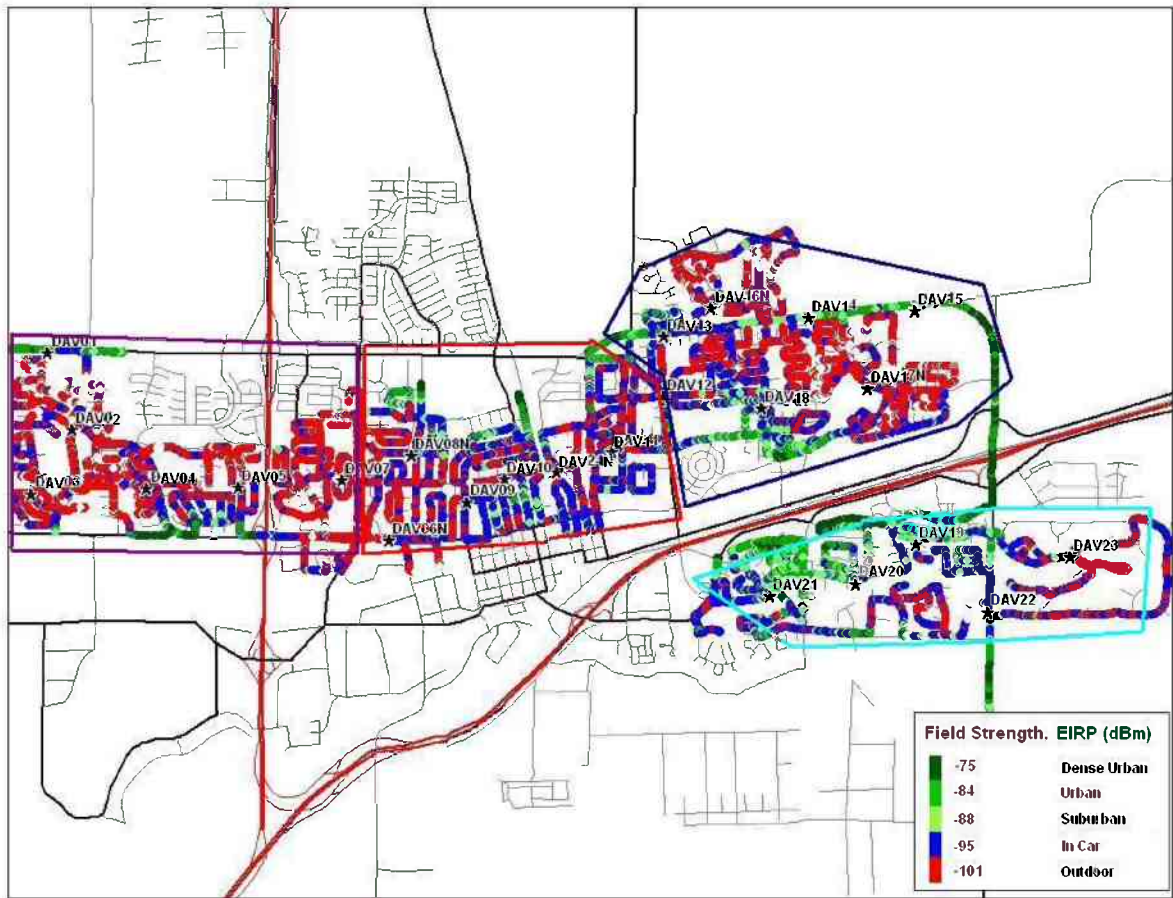 DAV16N
DAV14
DAV15
DAV13
DAV01
DAV12
DAV17N
DAV18
DAV02
DAV08N
DAV11
DAV07
DAV10
DAV03
DAV04
DAV05
DAV09
DAV06N
DAV19
DAV23
DAV20
DAV21
DAV22
Field Strength, EIRP (dBm)
-75 Dense Urban
-84 Urban
-88 Suburban
-95 In Car
-101 Outdoor